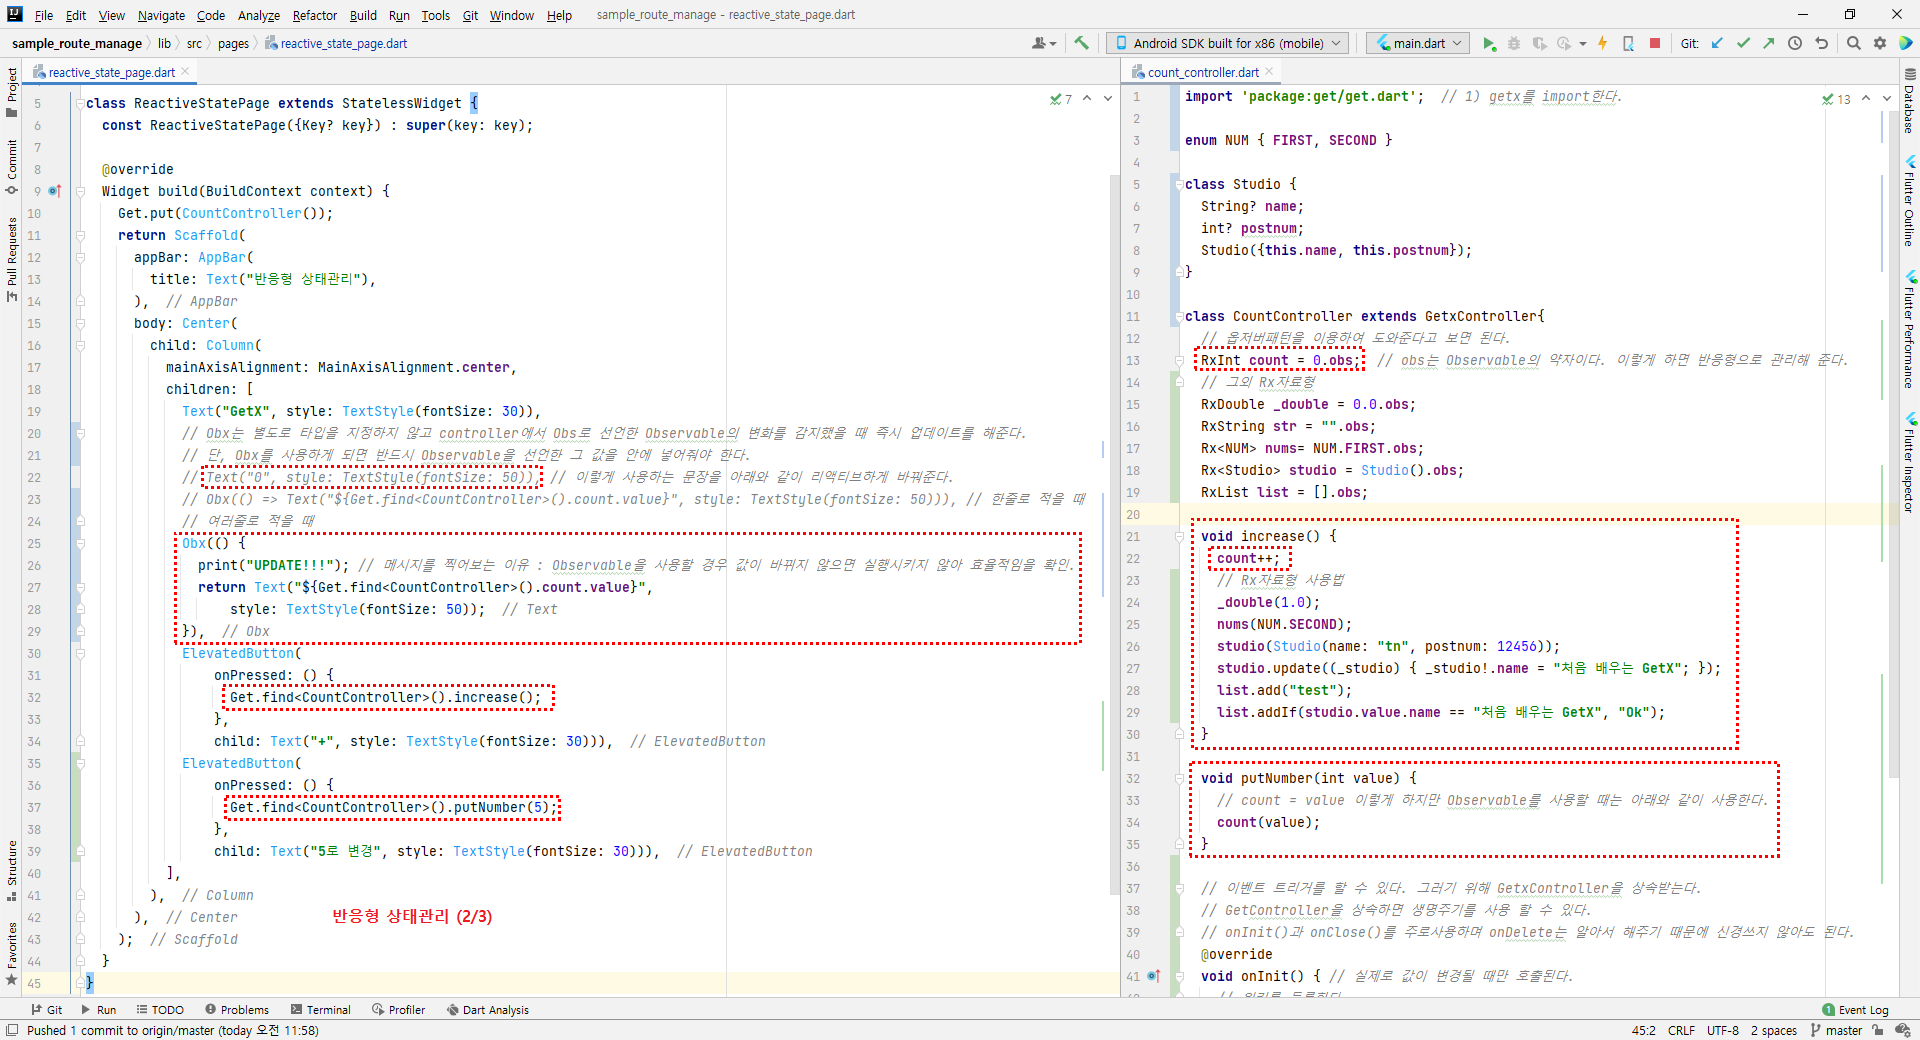 File Edit View Navigate Code Analyze Refactor Build Run Tools Git Window Help sample_route_manage - reactive_state_page.dart
sample_route_manage lib src pages reactive_state_page.dart Android SDK built for x86 (mobile) main.dart Git:
Project
Commit
Pull Requests
Structure
Favorites
reactive_state_page.dart
7
5 class ReactiveStatePage extends StatelessWidget {
6 const ReactiveStatePage({Key? key}) : super(key: key);
7
8 @override
9 Widget build(BuildContext context) {
10 Get.put(CountController());
11 return Scaffold(
12 appBar: AppBar(
13 title: Text("반응형 상태관리"),
14 ), // AppBar
15 body: Center(
16 child: Column(
17 mainAxisAlignment: MainAxisAlignment.center,
18 children: [
19 Text("GetX", style: TextStyle(fontSize: 30)),
20 // Obx는 별도로 타입을 지정하지 않고 controller에서 Obs로 선언한 Observable의 변화를 감지했을 때 즉시 업데이트를 해준다.
21 // 단, Obx를 사용하게 되면 반드시 Observable을 선언한 그 값을 안에 넣어줘야 한다.
22 // Text("0", style: TextStyle(fontSize: 50)), // 이렇게 사용하는 문장을 아래와 같이 리액티브하게 바꿔준다.
23 // Obx(() => Text("${Get.find<CountController>().count.value}", style: TextStyle(fontSize: 50))), // 한줄로 적을 때
24 // 여러줄로 적을 때
25 Obx(() {
26 print("UPDATE!!!"); // 메시지를 찍어보는 이유 : Observable을 사용할 경우 값이 바뀌지 않으면 실행시키지 않아 효율적임을 확인.
27 return Text("${Get.find<CountController>().count.value}",
28 style: TextStyle(fontSize: 50)); // Text
29 }), // Obx
30 ElevatedButton(
31 onPressed: () {
32 Get.find<CountController>().increase();
33 },
34 child: Text("+", style: TextStyle(fontSize: 30))), // ElevatedButton
35 ElevatedButton(
36 onPressed: () {
37 Get.find<CountController>().putNumber(5);
38 },
39 child: Text("5로 변경", style: TextStyle(fontSize: 30))), // ElevatedButton
40 ],
41 ), // Column
42 ), // Center
반응형 상태관리 (2/3)
43 ); // Scaffold
44 }
45 }
count_controller.dart
13
1 import 'package:get/get.dart'; // 1) getx를 import한다.
2
3 enum NUM { FIRST, SECOND }
4
5 class Studio {
6 String? name;
7 int? postnum;
8 Studio({this.name, this.postnum});
9 }
10
11 class CountController extends GetxController{
12 // 옵저버패턴을 이용하여 도와준다고 보면 된다.
13 RxInt count = 0.obs; // obs는 Observable의 약자이다. 이렇게 하면 반응형으로 관리해 준다.
14 // 그외 Rx자료형
15 RxDouble _double = 0.0.obs;
16 RxString str = "".obs;
17 Rx<NUM> nums= NUM.FIRST.obs;
18 Rx<Studio> studio = Studio().obs;
19 RxList list = [].obs;
20
21 void increase() {
22 count++;
23 // Rx자료형 사용법
24 _double(1.0);
25 nums(NUM.SECOND);
26 studio(Studio(name: "tn", postnum: 12456));
27 studio.update((_studio) { _studio!.name = "처음 배우는 GetX"; });
28 list.add("test");
29 list.addIf(studio.value.name == "처음 배우는 GetX", "Ok");
30 }
31
32 void putNumber(int value) {
33 // count = value 이렇게 하지만 Observable를 사용할 때는 아래와 같이 사용한다.
34 count(value);
35 }
36
37 // 이벤트 트리거를 할 수 있다. 그러기 위해 GetxController을 상속받는다.
38 // GetController을 상속하면 생명주기를 사용 할 수 있다.
39 // onInit()과 onClose()를 주로사용하며 onDelete는 알아서 해주기 때문에 신경쓰지 않아도 된다.
40 @override
41 void onInit() { // 실제로 값이 변경될 때만 호출된다.
Database
Flutter Outline
Flutter Performance
Flutter Inspector
Git Run TODO Problems Terminal Profiler Dart Analysis 1 Event Log
Pushed 1 commit to origin/master (today 오전 11:58) 45:2 CRLF UTF-8 2 spaces master